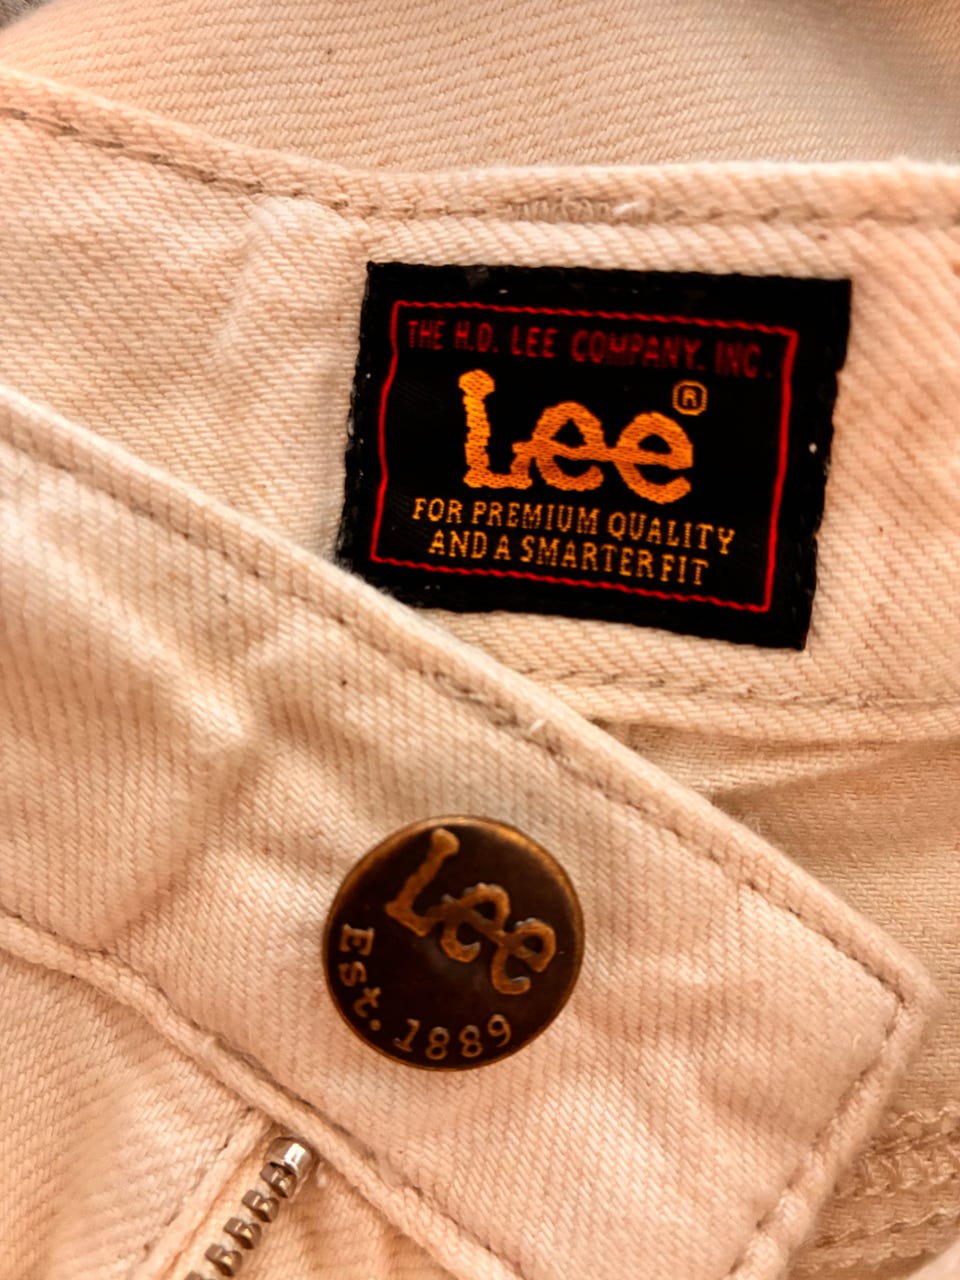 THE H.D. LEE COMPANY. INC.
Lee ®
FOR PREMIUM QUALITY
AND A SMARTER FIT
Lee
Est. 1889